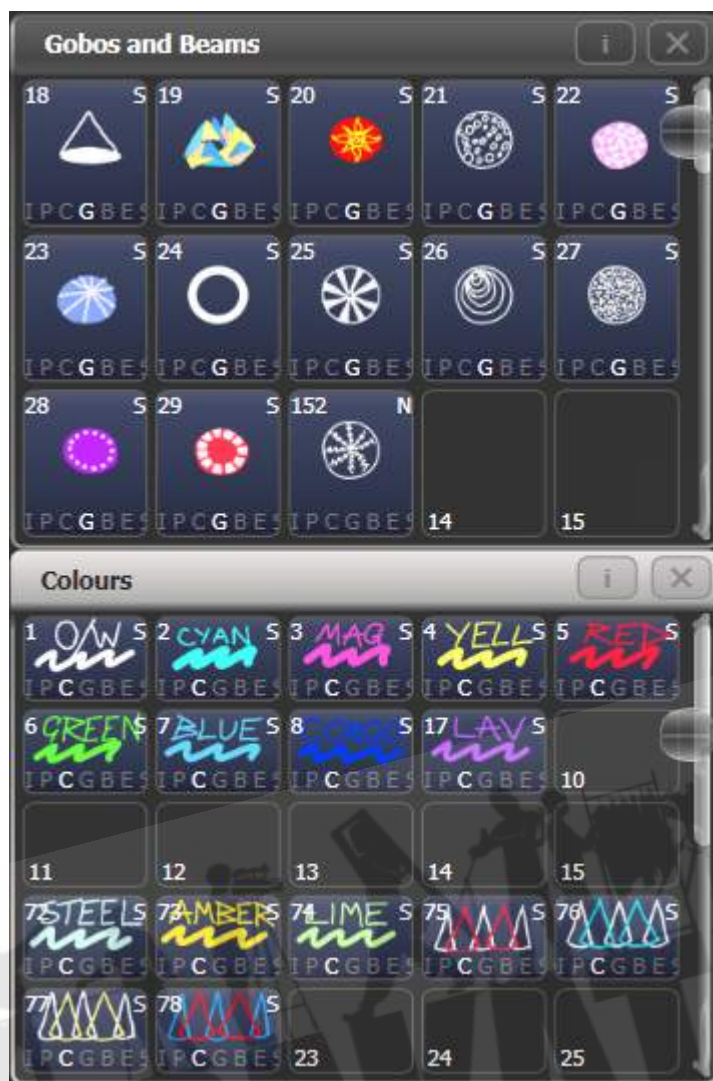 Gobos and Beams i X
18 S 19 S 20 S 21 S 22 S
IPCGBES IPCGBES IPCGBES IPCGBES IPCGBES
23 S 24 S 25 S 26 S 27 S
IPCGBES IPCGBES IPCGBES IPCGBES IPCGBES
28 S 29 S 152 N
IPCGBES IPCGBES IPCGBES 14 15
Colours i X
1 O/W S 2 CYAN S 3 MAG S 4 YELL S 5 RED S
IPCGBES IPCGBES IPCGBES IPCGBES IPCGBES
6 GREEN S 7 BLUE S 8 S 17 LAV S
IPCGBES IPCGBES IPCGBES IPCGBES 10
11 12 13 14 15
72 STEEL S 73 AMBER S 74 LIME S 75 S 76 S
IPCGBES IPCGBES IPCGBES IPCGBES IPCGBES
77 S 78 S
IPCGBES IPCGBES 23 24 25